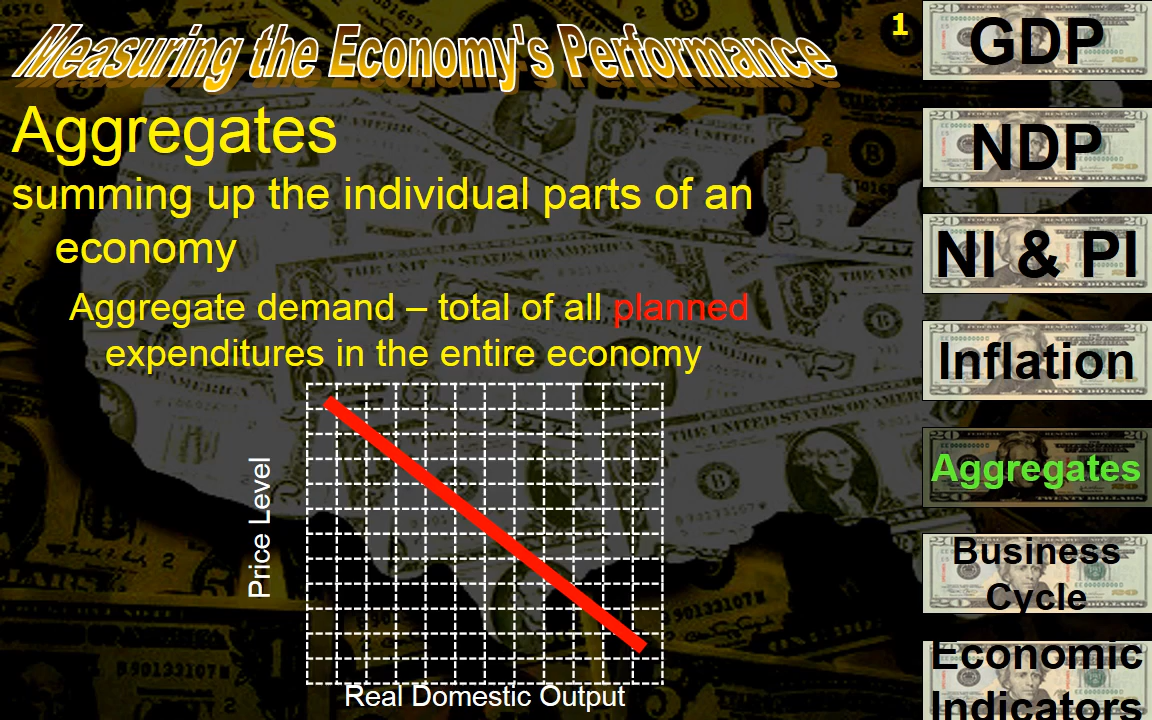 Measuring the Economy's Performance
1
Aggregates
summing up the individual parts of an
economy
Aggregate demand – total of all planned
expenditures in the entire economy
Price Level
Real Domestic Output
GDP
NDP
NI & PI
Inflation
Aggregates
Business
Cycle
Economic
Indicators